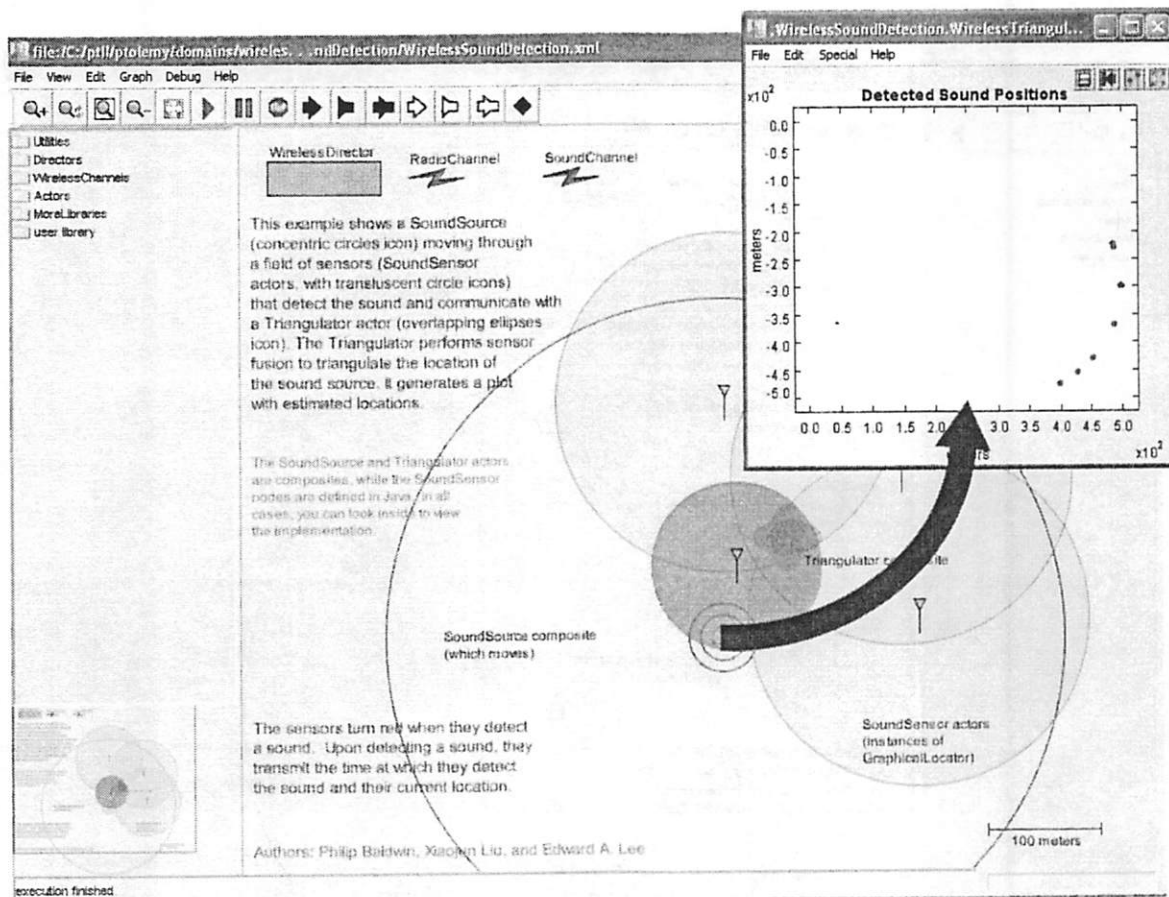 file:/C:/ptII/ptolemy/domains/wireles. . .ndDetection/WirelessSoundDetection.xml
File View Edit Graph Debug Help
Utilities
Directors
WirelessChannels
Actors
MoreLibraries
user library
WirelessDirector
RadioChannel
SoundChannel
This example shows a SoundSource
(concentric circles icon) moving through
a field of sensors (SoundSensor
actors, with transluscent circle icons)
that detect the sound and communicate with
a Triangulator actor (overlapping ellipses
icon). The Triangulator performs sensor
fusion to triangulate the location of
the sound source. It generates a plot
with estimated locations.
The SoundSource and Triangulator actors
are composites, while the SoundSensor
nodes are defined in Java. In all
cases, you can look inside to view
the implementation.
Triangulator composite
SoundSource composite
(which moves)
The sensors turn red when they detect
a sound. Upon detecting a sound, they
transmit the time at which they detect
the sound and their current location.
SoundSensor actors
(instances of
GraphicalLocator)
100 meters
Authors: Philip Baldwin, Xiaojun Liu, and Edward A. Lee
execution finished
.WirelessSoundDetection.WirelessTriangul...
File Edit Special Help
Detected Sound Positions
x10²
0.0
-0.5
-1.0
-1.5
-2.0
-2.5
-3.0
-3.5
-4.0
-4.5
-5.0
meters
0.0 0.5 1.0 1.5 2.0 3.0 3.5 4.0 4.5 5.0
x10²